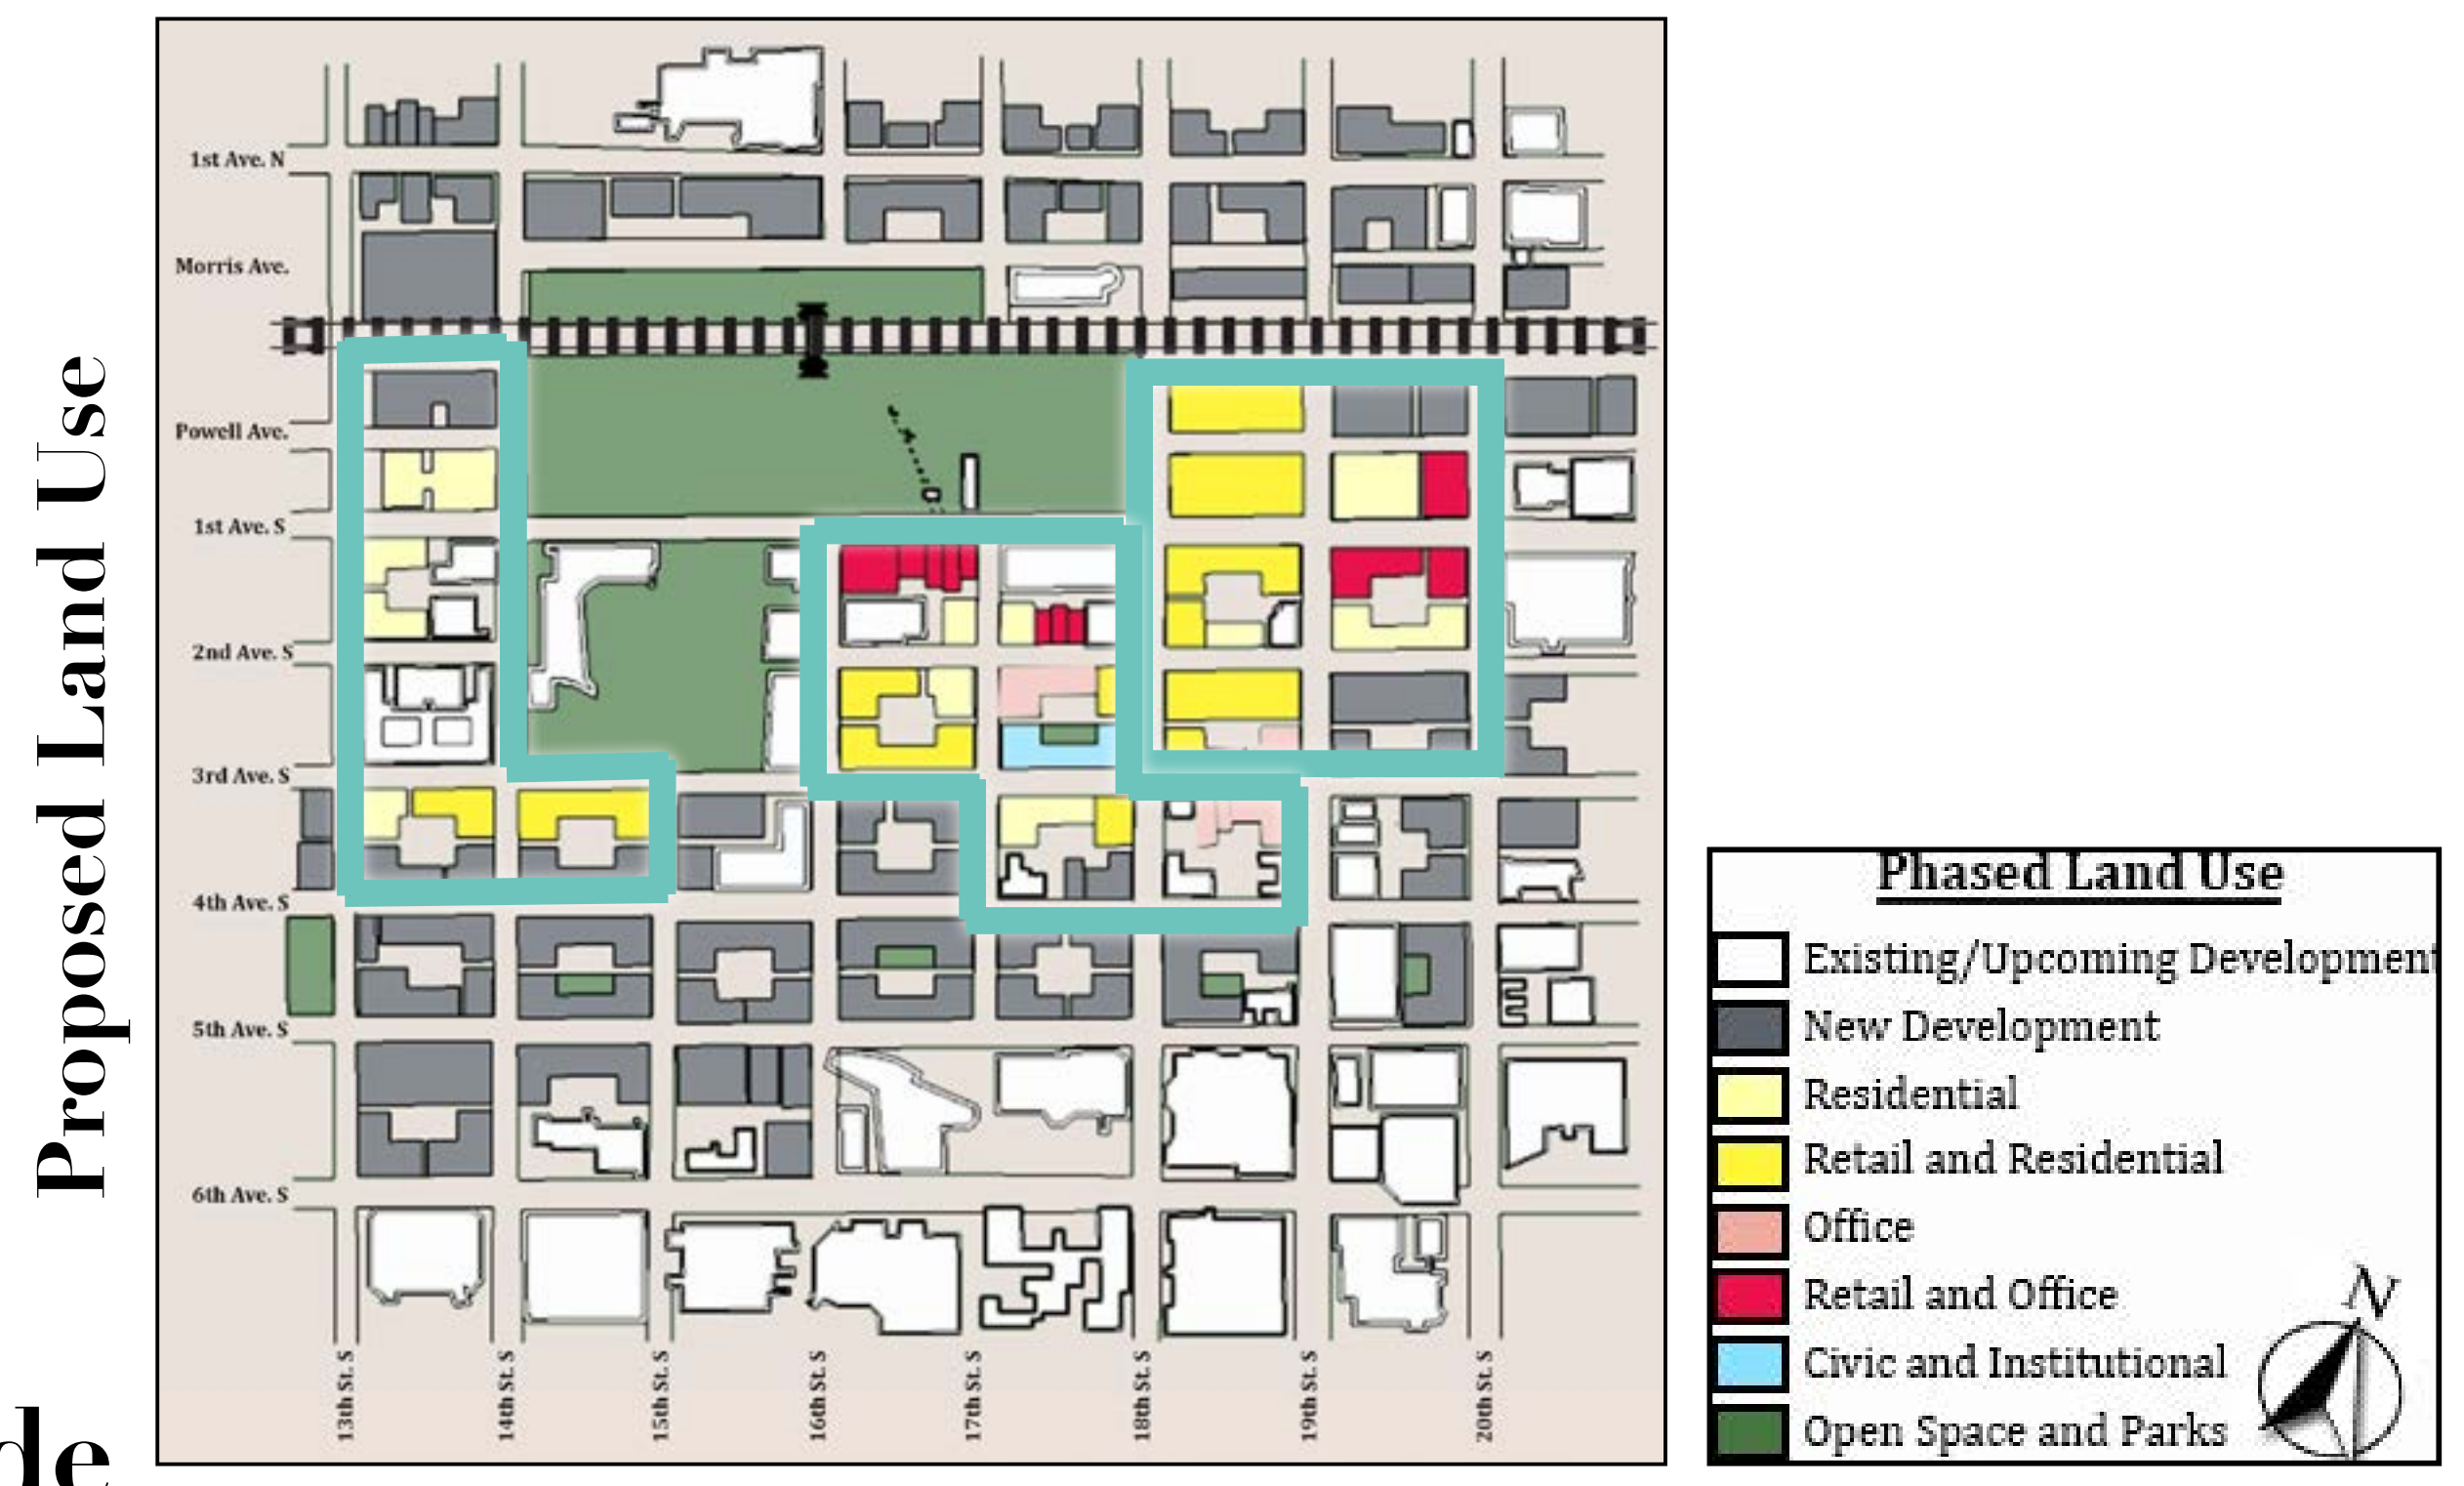 Proposed Land Use
de
1st Ave. N
Morris Ave.
Powell Ave.
1st Ave. S
2nd Ave. S
3rd Ave. S
4th Ave. S
5th Ave. S
6th Ave. S
13th St. S
14th St. S
15th St. S
16th St. S
17th St. S
18th St. S
19th St. S
20th St. S
Phased Land Use
Existing/Upcoming Development
New Development
Residential
Retail and Residential
Office
Retail and Office
Civic and Institutional
Open Space and Parks
N